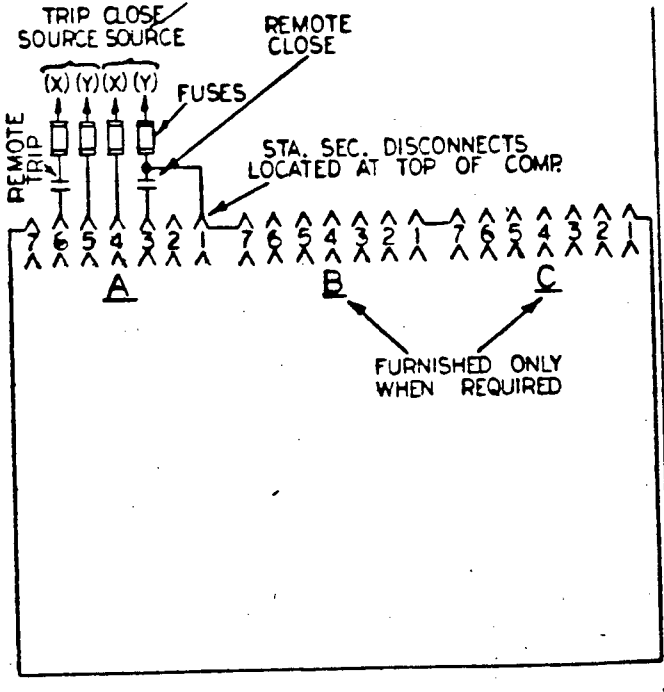 TRIP CLOSE
SOURCE SOURCE
(X) (Y) (X) (Y)
REMOTE
CLOSE
FUSES
REMOTE
TRIP
STA. SEC. DISCONNECTS
LOCATED AT TOP OF COMP.
7 6 5 4 3 2 1 7 6 5 4 3 2 1 7 6 5 4 3 2 1
A B C
FURNISHED ONLY
WHEN REQUIRED